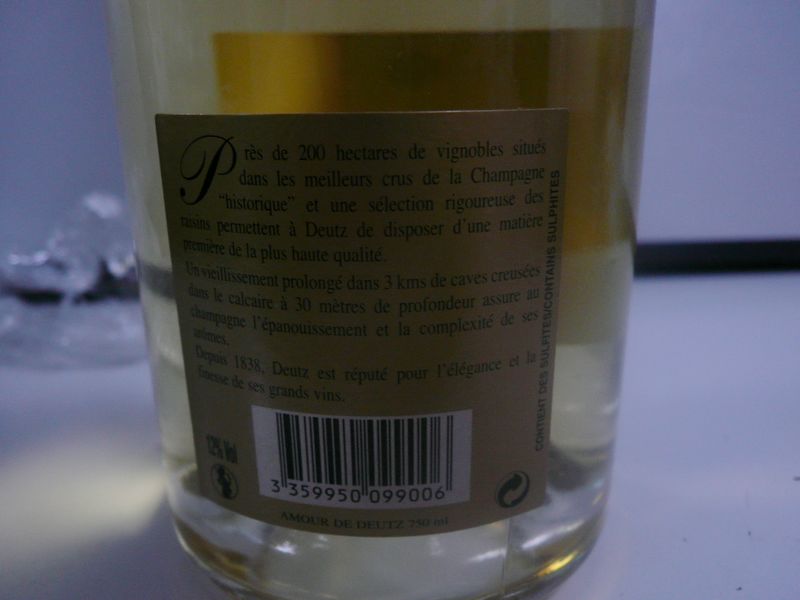 Près de 200 hectares de vignobles situés
dans les meilleurs crus de la Champagne
"historique" et une sélection rigoureuse des
raisins permettent à Deutz de disposer d'une matière
première de la plus haute qualité.
Un vieillissement prolongé dans 3 kms de caves creusées
dans le calcaire à 30 mètres de profondeur assure au
champagne l'épanouissement et la complexité de ses
arômes.
Depuis 1838, Deutz est réputé pour l'élégance et la
finesse de ses grands vins.
CONTIENT DES SULFITES/CONTAINS SULPHITES
12% Vol
3 359950 099006
AMOUR DE DEUTZ 750 ml